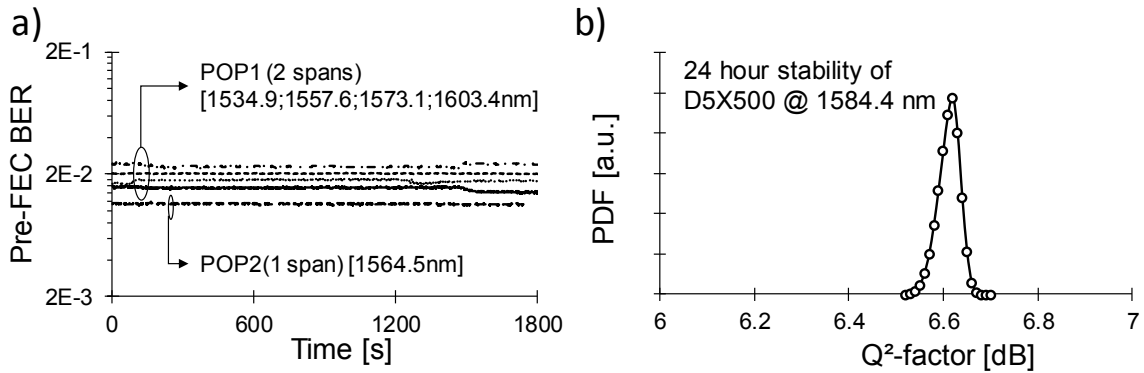 a)
2E-1
2E-2
2E-3
Pre-FEC BER
POP1 (2 spans)
[1534.9;1557.6;1573.1;1603.4nm]
POP2(1 span) [1564.5nm]
0
600
1200
1800
Time [s]
b)
24 hour stability of
D5X500 @ 1584.4 nm
PDF [a.u.]
6
6.2
6.4
6.6
6.8
7
Q²-factor [dB]